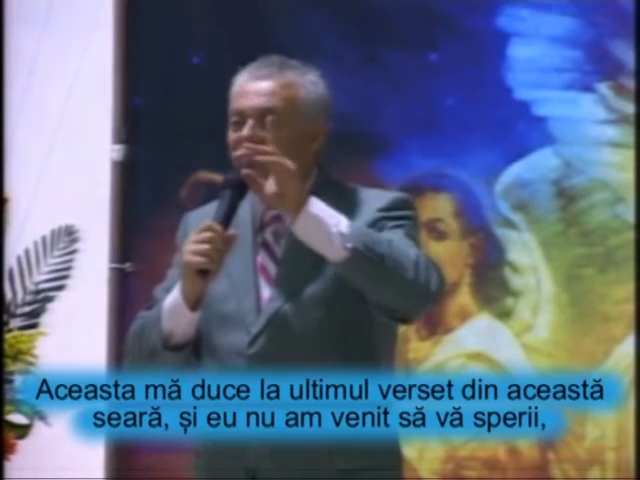 Aceasta mă duce la ultimul verset din această
seară, și eu nu am venit să vă sperii,